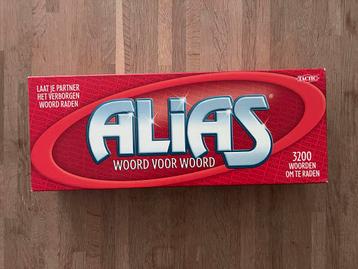 LAAT JE PARTNER
HET VERBORGEN
WOORD RADEN
TACTIC
ALiAS®
WOORD VOOR WOORD
3200
WOORDEN
OM TE RADEN